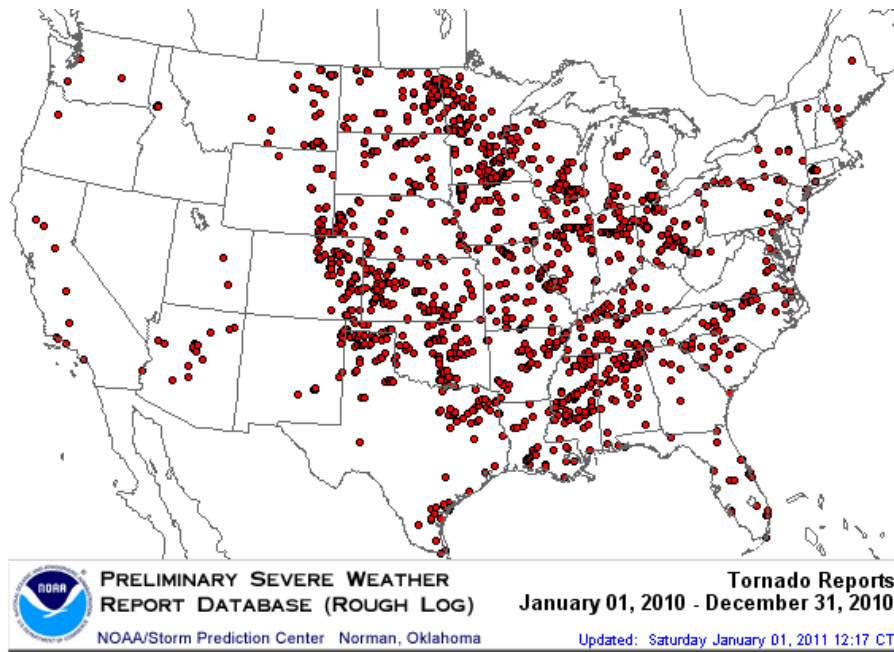 NOAA
PRELIMINARY SEVERE WEATHER
REPORT DATABASE (ROUGH LOG)
NOAA/Storm Prediction Center Norman, Oklahoma
Tornado Reports
January 01, 2010 - December 31, 2010
Updated: Saturday January 01, 2011 12:17 CT